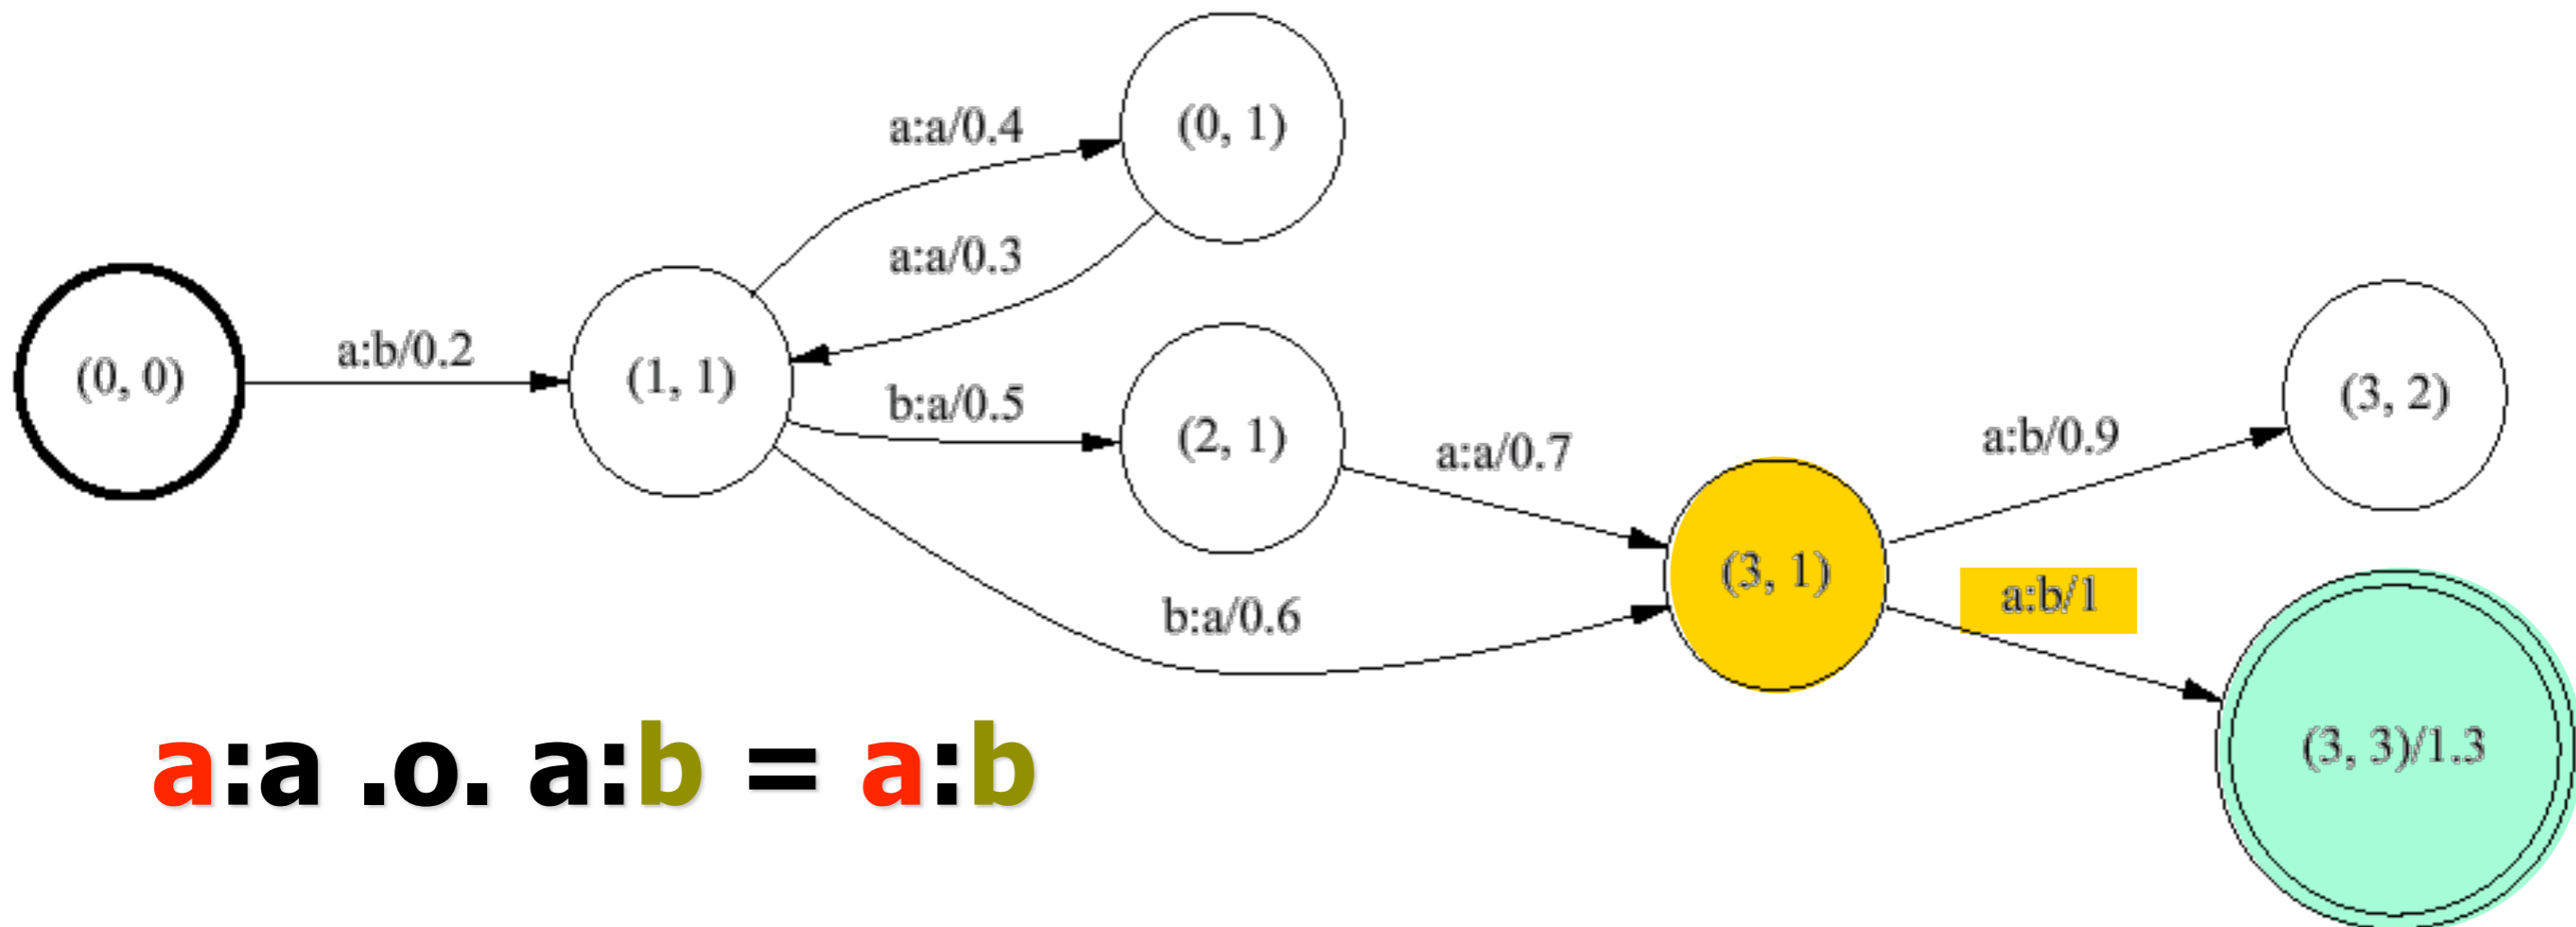 (0, 1)
a:a/0.4
a:a/0.3
(0, 0)
a:b/0.2
(1, 1)
b:a/0.5
(2, 1)
a:a/0.7
b:a/0.6
(3, 1)
a:b/0.9
(3, 2)
a:b/1
(3, 3)/1.3
a:a .o. a:b = a:b